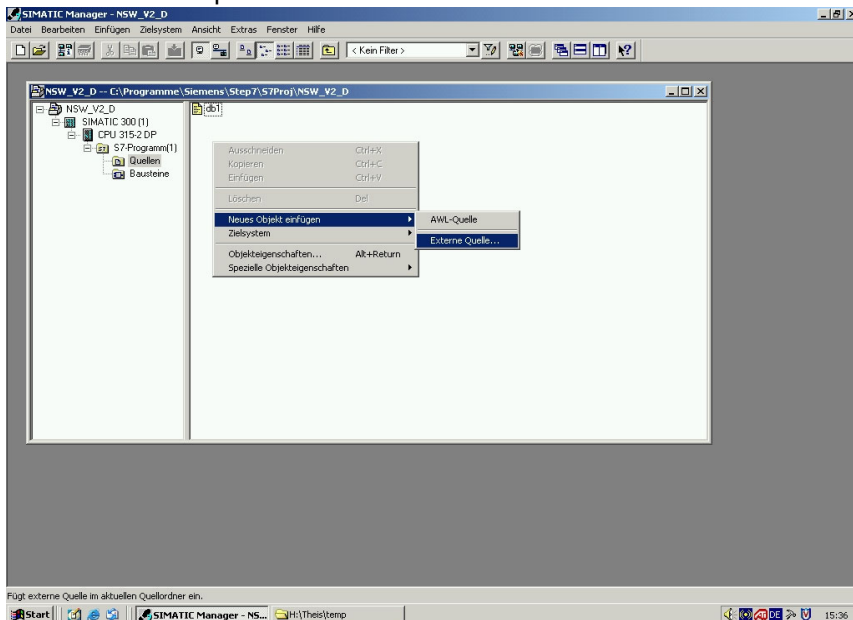 SIMATIC Manager - NSW_V2_D
Datei Bearbeiten Einfügen Zielsystem Ansicht Extras Fenster Hilfe
< Kein Filter >
NSW_V2_D -- C:\Programme\Siemens\Step7\S7Proj\NSW_V2_D
NSW_V2_D
SIMATIC 300 (1)
CPU 315-2 DP
S7-Programm(1)
Quellen
Bausteine
db1
Ausschneiden Ctrl+X
Kopieren Ctrl+C
Einfügen Ctrl+V
Löschen Del
Neues Objekt einfügen
Zielsystem
Objekteigenschaften... Alt+Return
Spezielle Objekteigenschaften
AWL-Quelle
Externe Quelle...
Fügt externe Quelle im aktuellen Quellordner ein.
Start SIMATIC Manager - NS... H:\Theis\temp DE 15:36